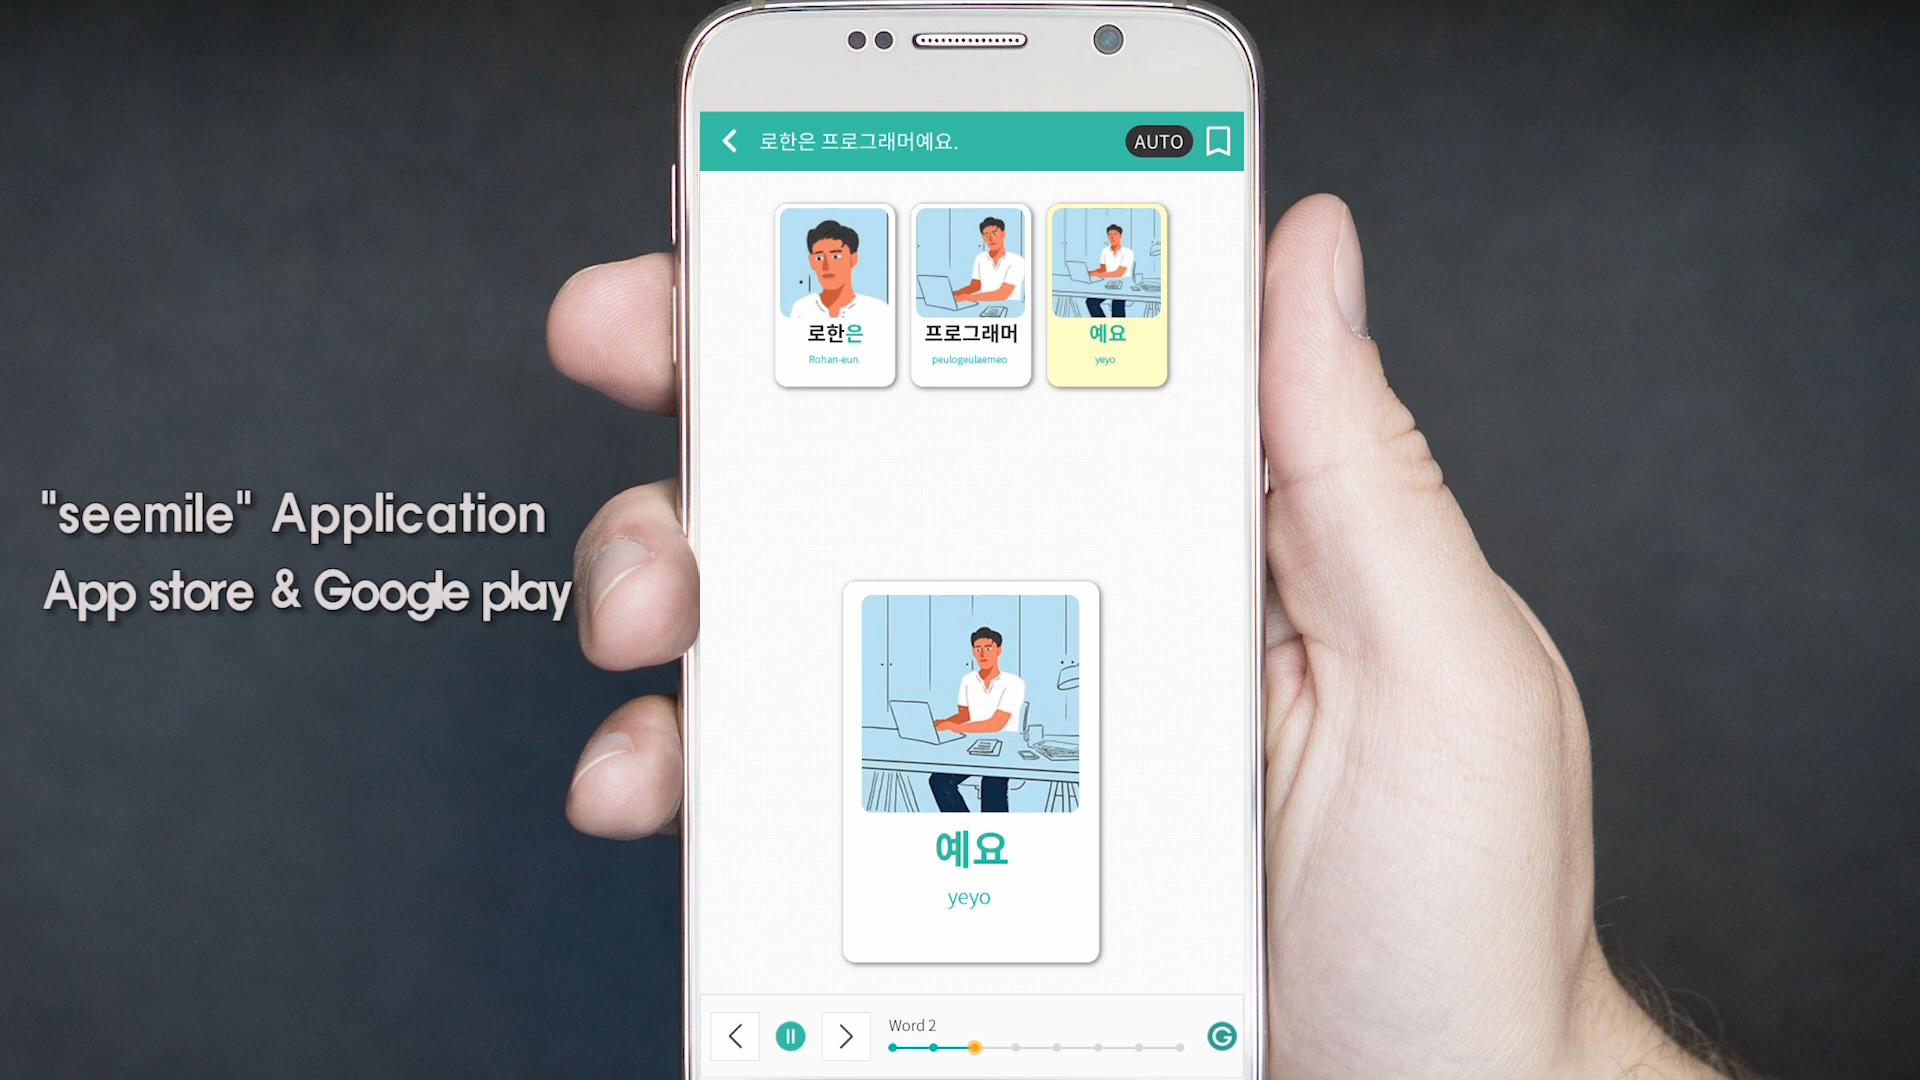 "seemile" Application
App store & Google play
로한은 프로그래머예요.
AUTO
로한은
Rohan-eun
프로그래머
peulogeulaemeo
예요
yeyo
예요
yeyo
Word 2
G